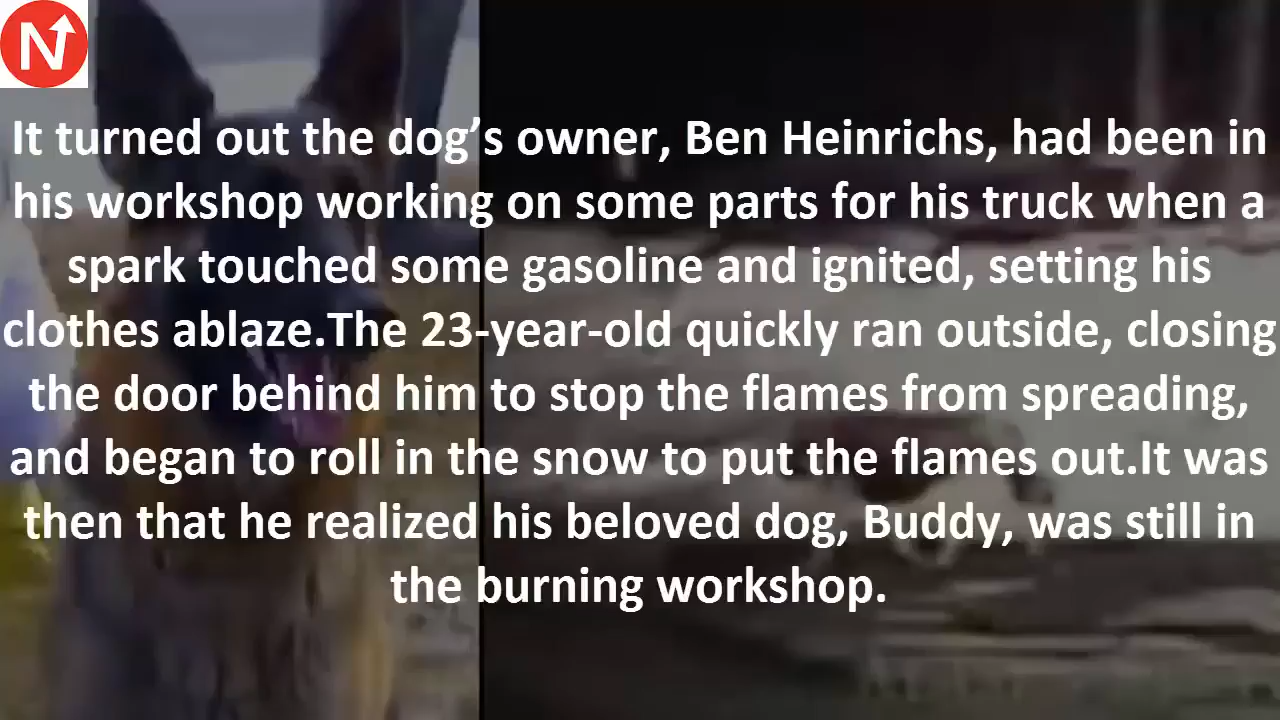 N
It turned out the dog’s owner, Ben Heinrichs, had been in
his workshop working on some parts for his truck when a
spark touched some gasoline and ignited, setting his
clothes ablaze.The 23-year-old quickly ran outside, closing
the door behind him to stop the flames from spreading,
and began to roll in the snow to put the flames out.It was
then that he realized his beloved dog, Buddy, was still in
the burning workshop.